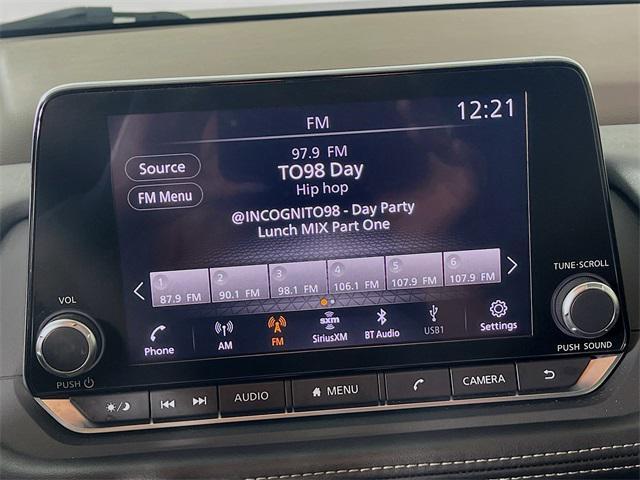 FM
12:21
97.9 FM
TO98 Day
Hip hop
Source
FM Menu
@INCOGNITO98 - Day Party
Lunch MIX Part One
1 2 3 4 5 6
87.9 FM 90.1 FM 98.1 FM 106.1 FM 107.9 FM 107.9 FM
Phone AM FM sxm SiriusXM BT Audio USB1 Settings
VOL
PUSH
TUNE·SCROLL
PUSH SOUND
AUDIO MENU CAMERA